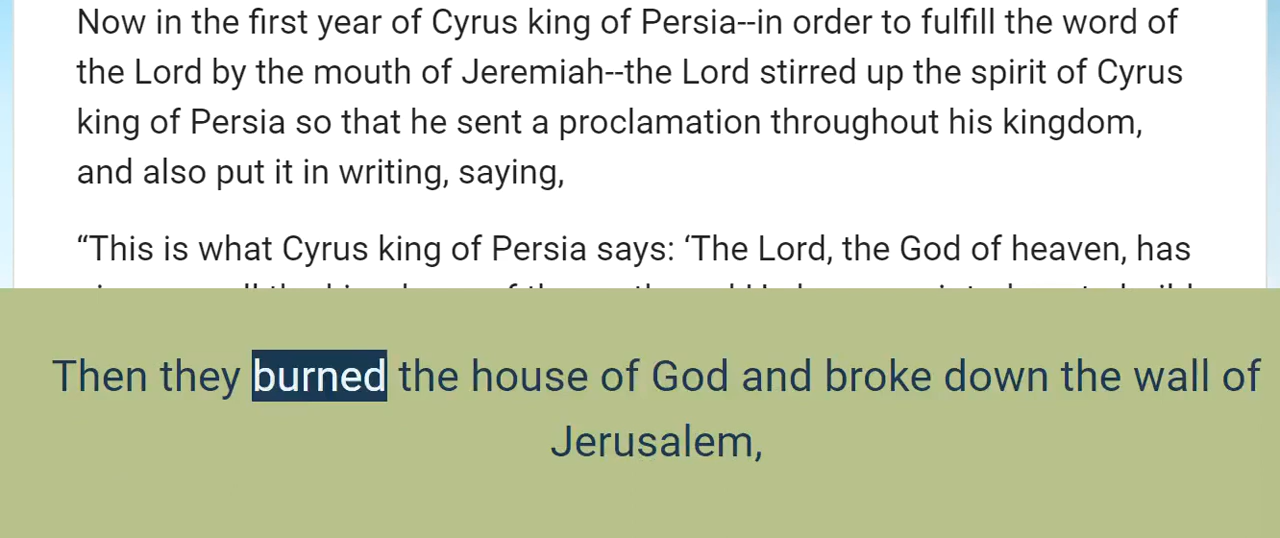 Now in the first year of Cyrus king of Persia--in order to fulfill the word of
the Lord by the mouth of Jeremiah--the Lord stirred up the spirit of Cyrus
king of Persia so that he sent a proclamation throughout his kingdom,
and also put it in writing, saying,
“This is what Cyrus king of Persia says: ‘The Lord, the God of heaven, has
Then they burned the house of God and broke down the wall of
Jerusalem,